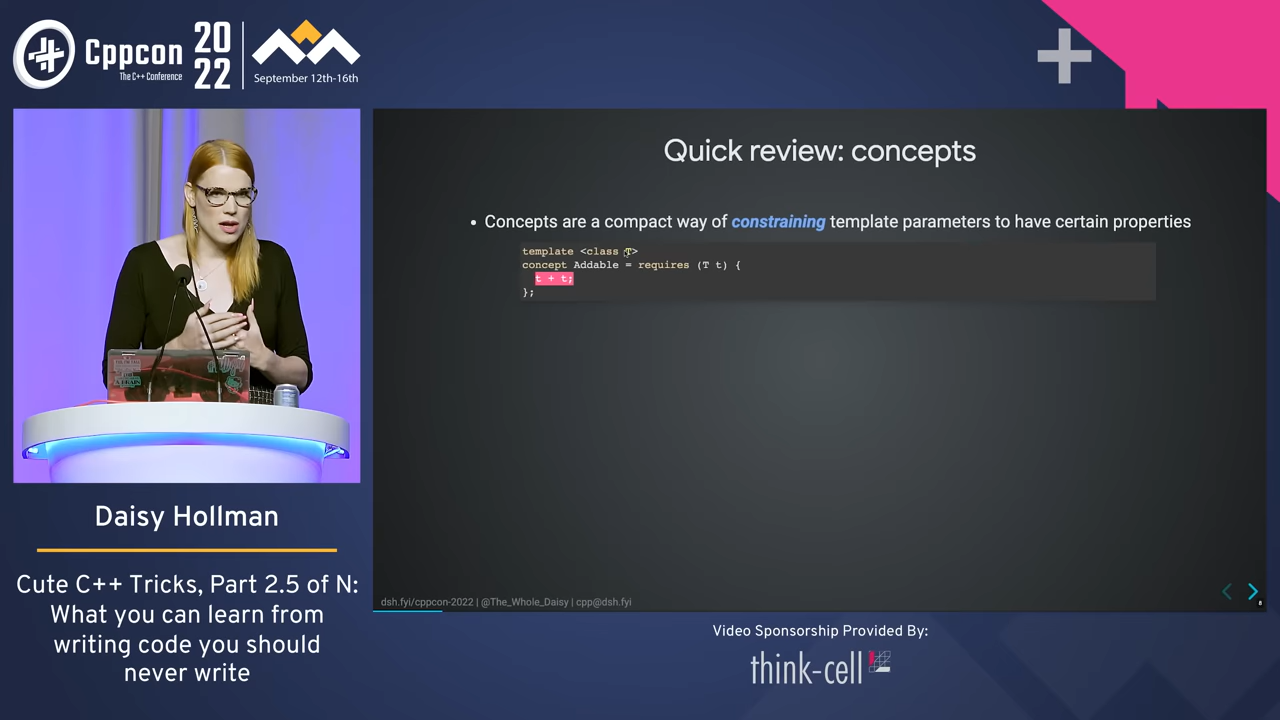 Cppcon
The C++ Conference
20
22
September 12th-16th
Quick review: concepts
• Concepts are a compact way of constraining template parameters to have certain properties
template <class T>
concept Addable = requires (T t) {
t + t;
};
Daisy Hollman
Cute C++ Tricks, Part 2.5 of N:
What you can learn from
writing code you should
never write
dsh.fyi/cppcon-2022 | @The_Whole_Daisy | cpp@dsh.fyi
8
Video Sponsorship Provided By:
think-cell